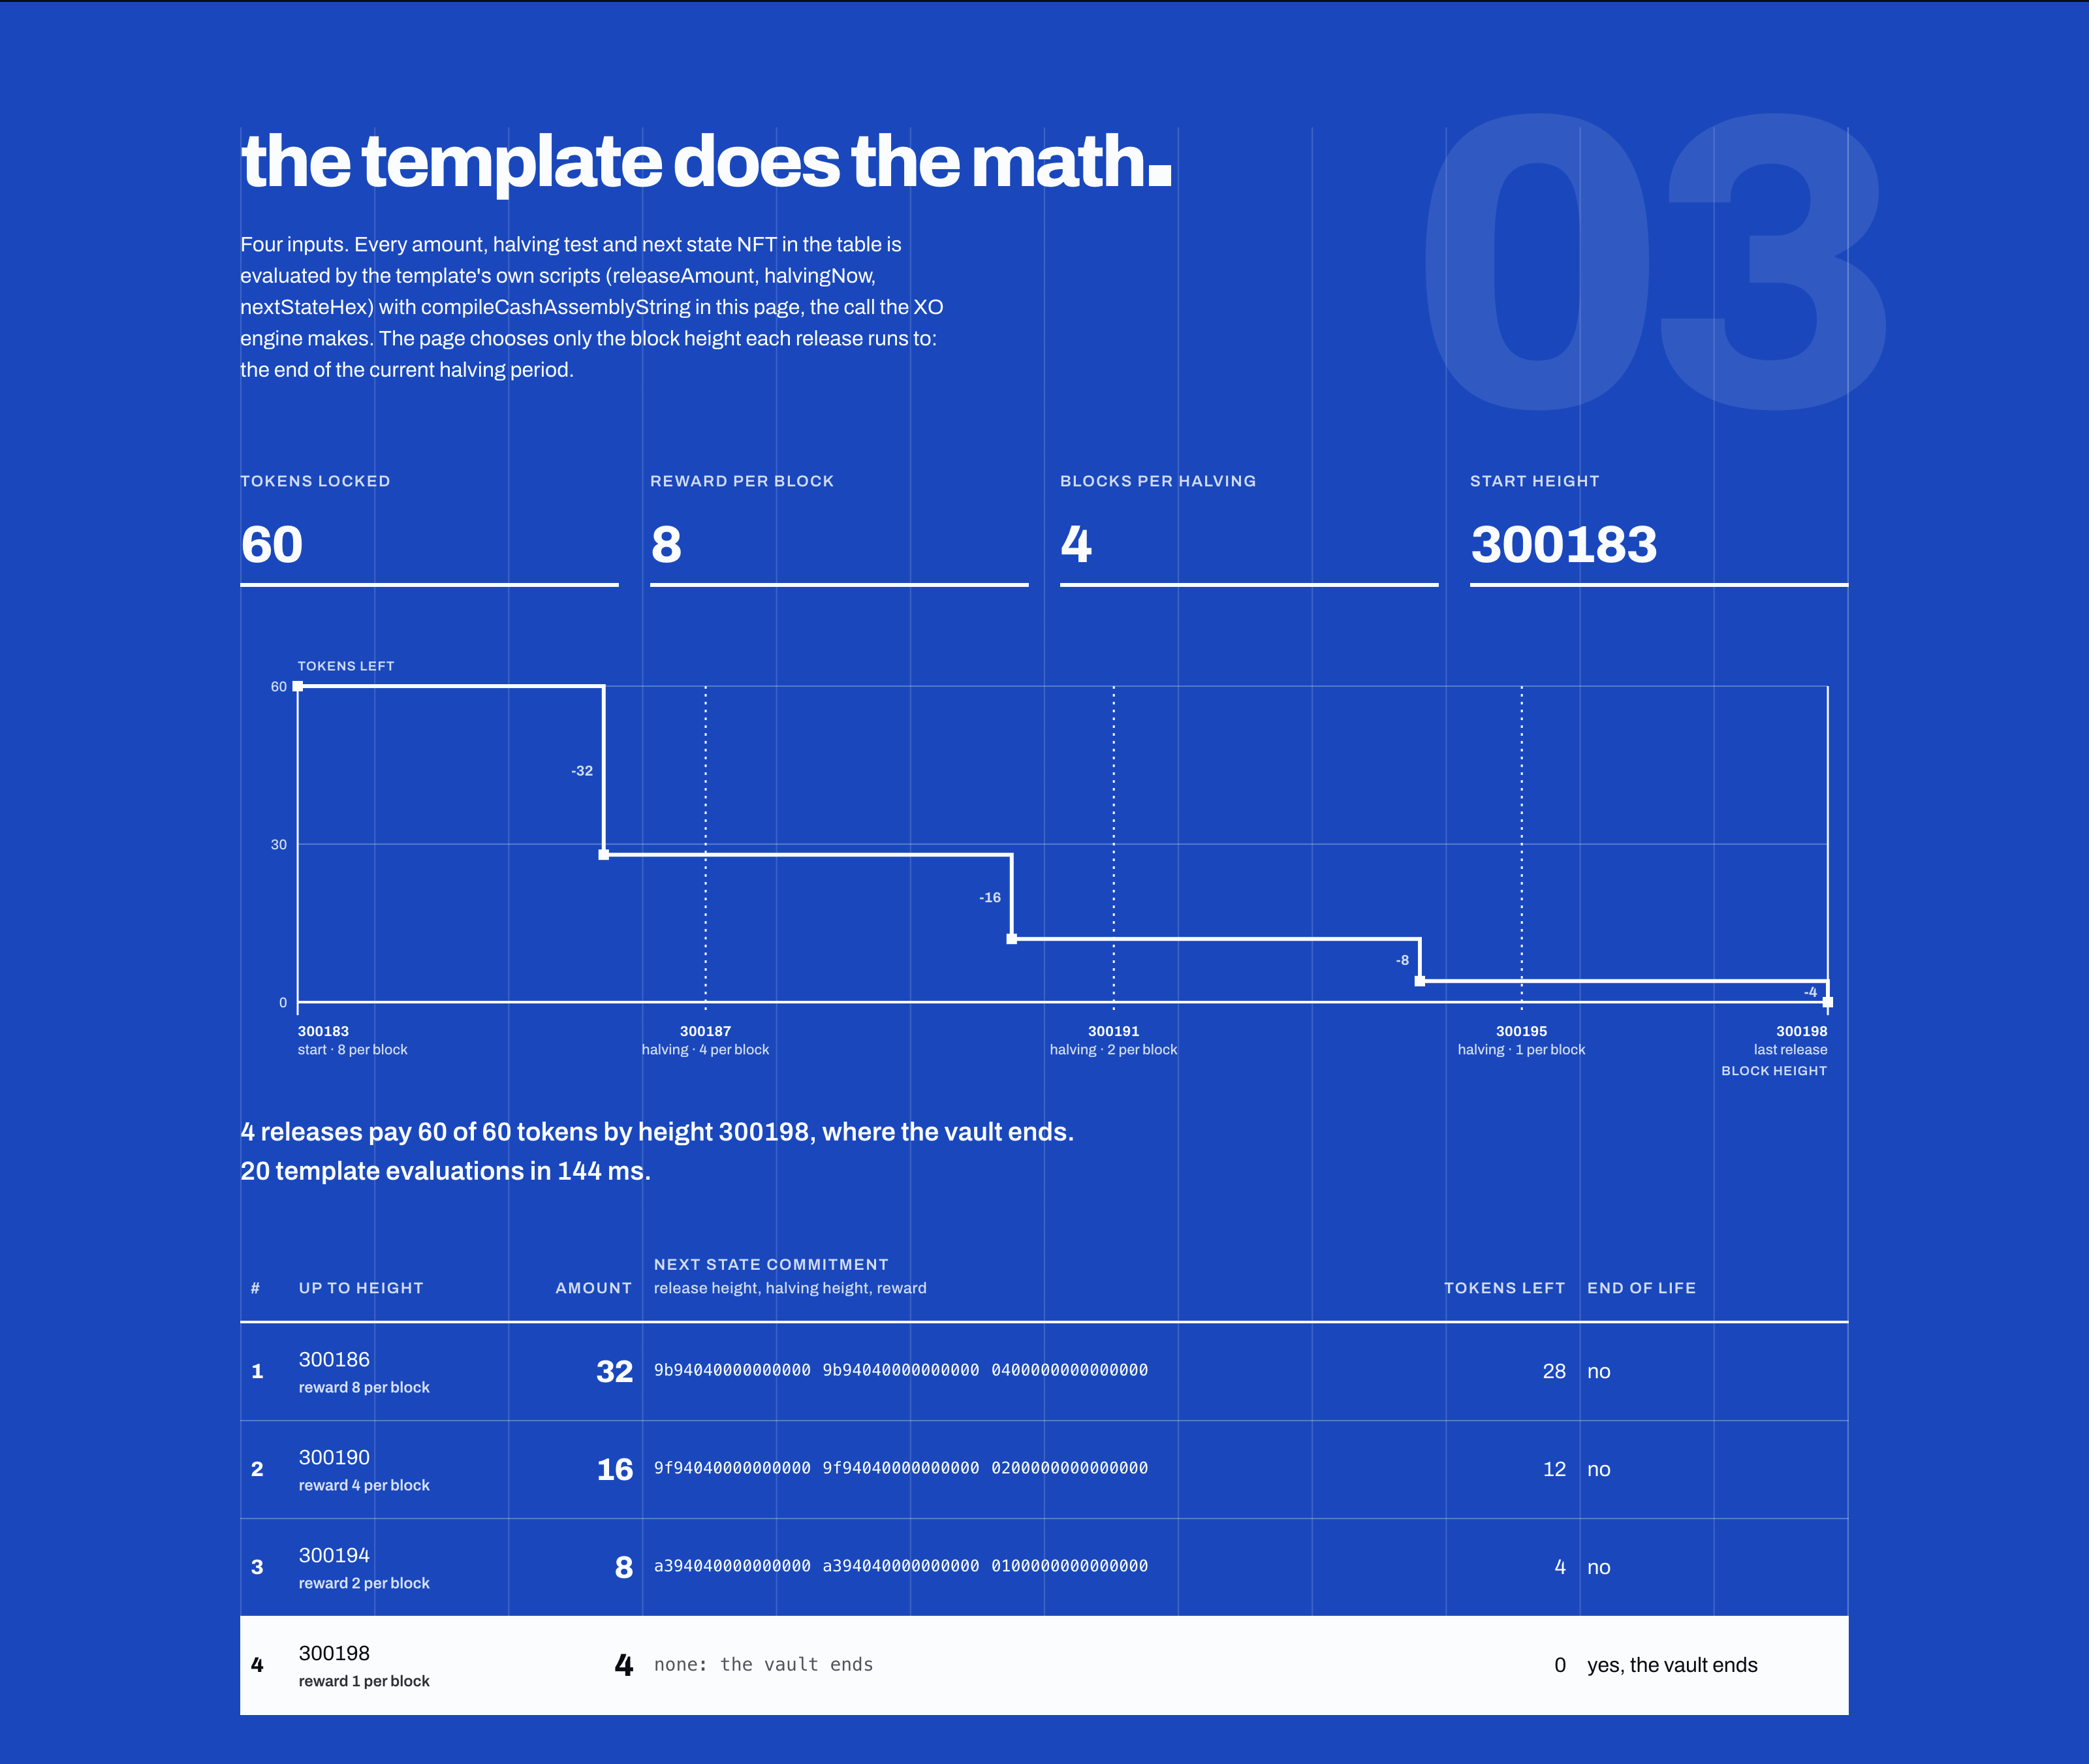 03
the template does the math.
Four inputs. Every amount, halving test and next state NFT in the table is
evaluated by the template's own scripts (releaseAmount, halvingNow,
nextStateHex) with compileCashAssemblyString in this page, the call the XO
engine makes. The page chooses only the block height each release runs to:
the end of the current halving period.
TOKENS LOCKED
60
REWARD PER BLOCK
8
BLOCKS PER HALVING
4
START HEIGHT
300183
TOKENS LEFT
60
30
0
-32
-16
-8
-4
300183
start · 8 per block
300187
halving · 4 per block
300191
halving · 2 per block
300195
halving · 1 per block
300198
last release
BLOCK HEIGHT
4 releases pay 60 of 60 tokens by height 300198, where the vault ends.
20 template evaluations in 144 ms.
# UP TO HEIGHT AMOUNT NEXT STATE COMMITMENT TOKENS LEFT END OF LIFE
release height, halving height, reward
1 300186 32 9b94040000000000 9b94040000000000 0400000000000000 28 no
reward 8 per block
2 300190 16 9f94040000000000 9f94040000000000 0200000000000000 12 no
reward 4 per block
3 300194 8 a394040000000000 a394040000000000 0100000000000000 4 no
reward 2 per block
4 300198 4 none: the vault ends 0 yes, the vault ends
reward 1 per block